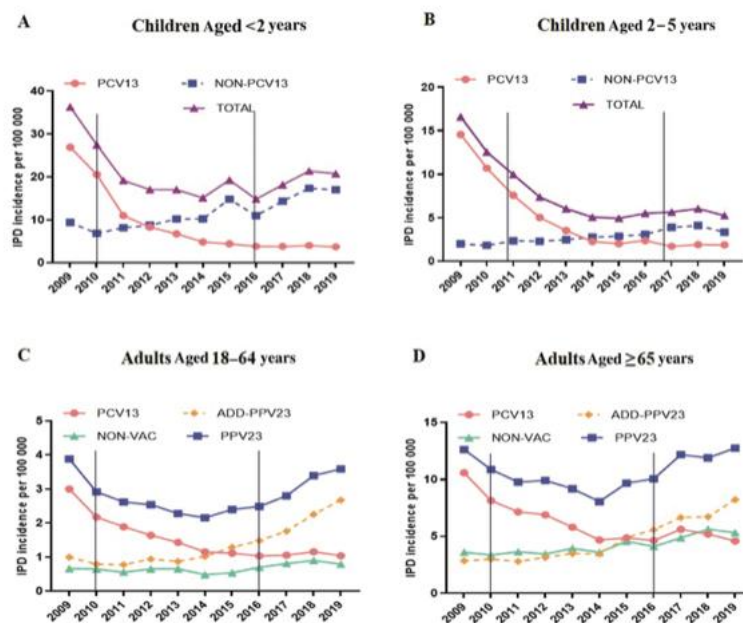 A
Children Aged <2 years
PCV13
NON-PCV13
TOTAL
IPD incidence per 100 000
40
30
20
10
0
2009
2010
2011
2012
2013
2014
2015
2016
2017
2018
2019
B
Children Aged 2–5 years
PCV13
NON-PCV13
TOTAL
IPD incidence per 100 000
20
15
10
5
0
2009
2010
2011
2012
2013
2014
2015
2016
2017
2018
2019
C
Adults Aged 18–64 years
PCV13
ADD-PPV23
NON-VAC
PPV23
IPD incidence per 100 000
5
4
3
2
1
0
2009
2010
2011
2012
2013
2014
2015
2016
2017
2018
2019
D
Adults Aged ≧65 years
PCV13
ADD-PPV23
NON-VAC
PPV23
IPD incidence per 100 000
15
10
5
0
2009
2010
2011
2012
2013
2014
2015
2016
2017
2018
2019